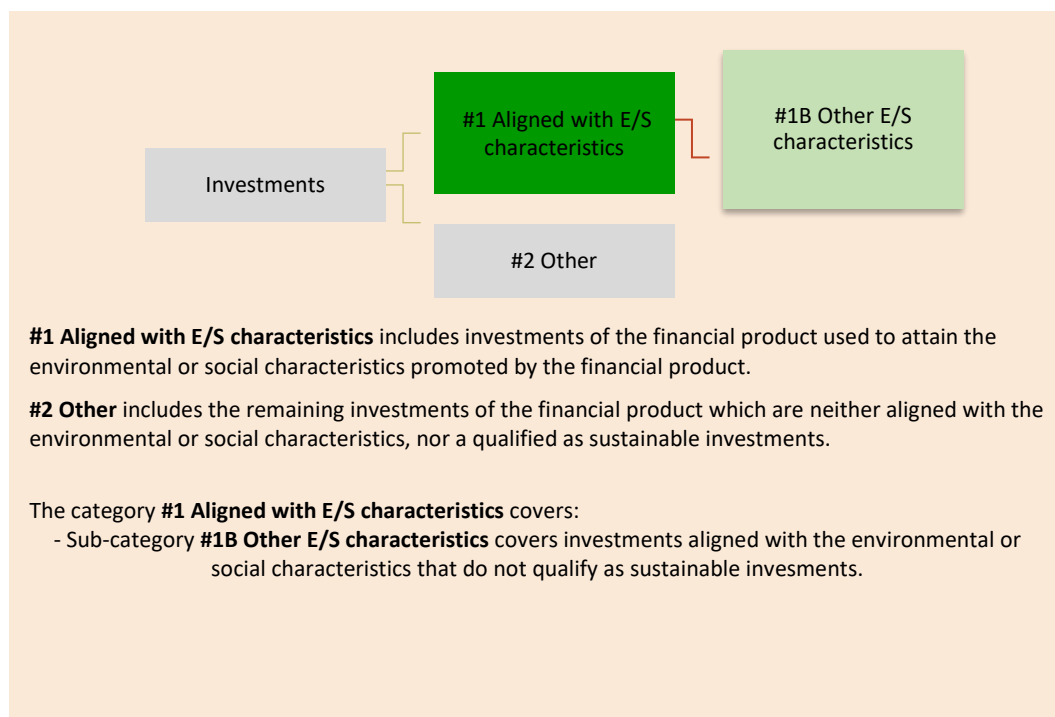 #1 Aligned with E/S
characteristics
#1B Other E/S
characteristics
Investments
#2 Other
#1 Aligned with E/S characteristics includes investments of the financial product used to attain the
environmental or social characteristics promoted by the financial product.
#2 Other includes the remaining investments of the financial product which are neither aligned with the
environmental or social characteristics, nor a qualified as sustainable investments.
The category #1 Aligned with E/S characteristics covers:
- Sub-category #1B Other E/S characteristics covers investments aligned with the environmental or
social characteristics that do not qualify as sustainable invesments.